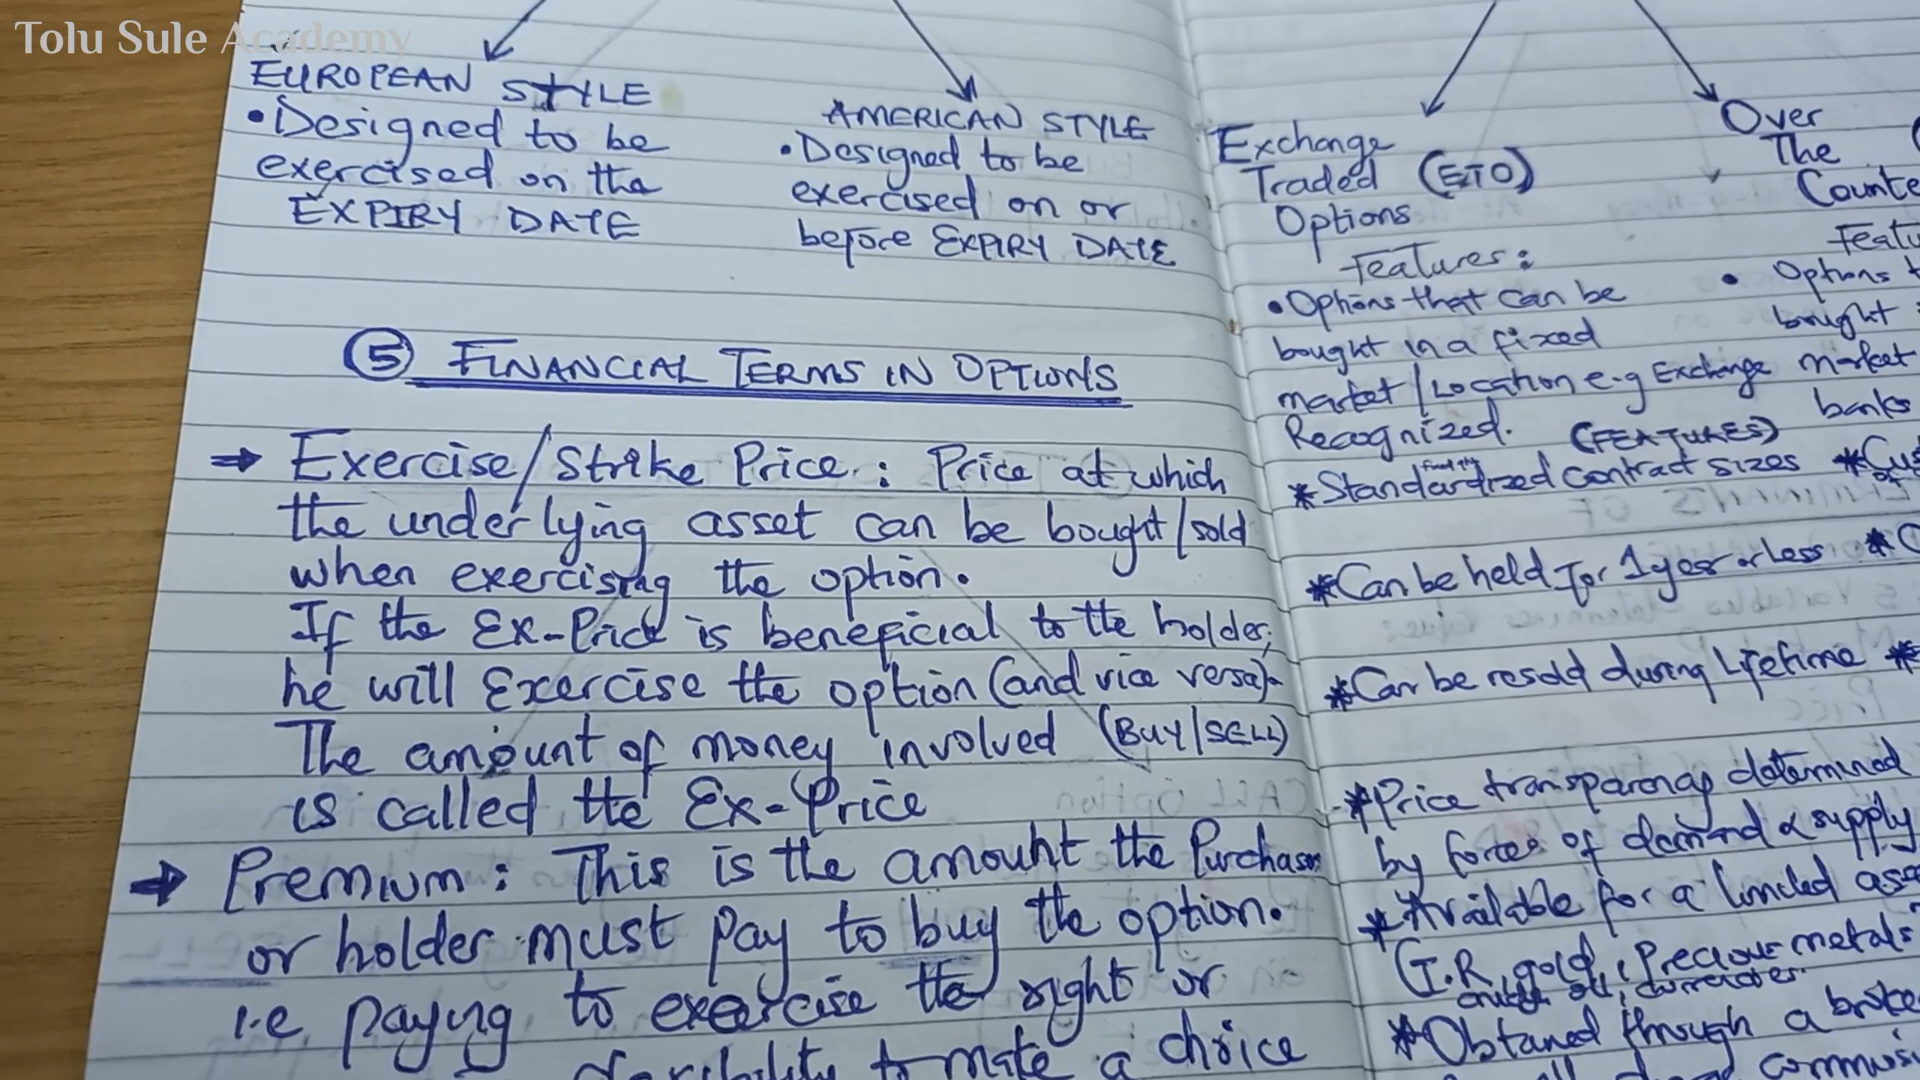 Tolu Sule Academy
EUROPEAN STYLE
• Designed to be
exercised on the
EXPIRY DATE
AMERICAN STYLE
• Designed to be
exercised on or
before EXPIRY DATE
⑤ FINANCIAL TERMS IN OPTIONS
→ Exercise/Strike Price: Price at which
the underlying asset can be bought/sold
when exercising the option.
If the Ex-Price is beneficial to the holder,
he will Exercise the option (and vice versa).
The amount of money involved (BUY/SELL)
is called the Ex-Price
→ Premium: This is the amount the Purchaser
or holder must pay to buy the option.
i.e paying to exercise the right or
flexibility to make a choice
Exchange
Traded (ETO)
Options
Features:
• Options that can be
bought in a fixed
market/Location e.g Exchange
Recognized.
(FEATURES)
* Standardized contract sizes
* Can be held for 1 year or less
* Can be resold during Lifetime
* Price transparency determined
by forces of demand & supply
* Available for a limited
I.R, gold, Precious metals
crude oil, currencies.
* Obtained through a
Over
The
Options
bought
market
banks